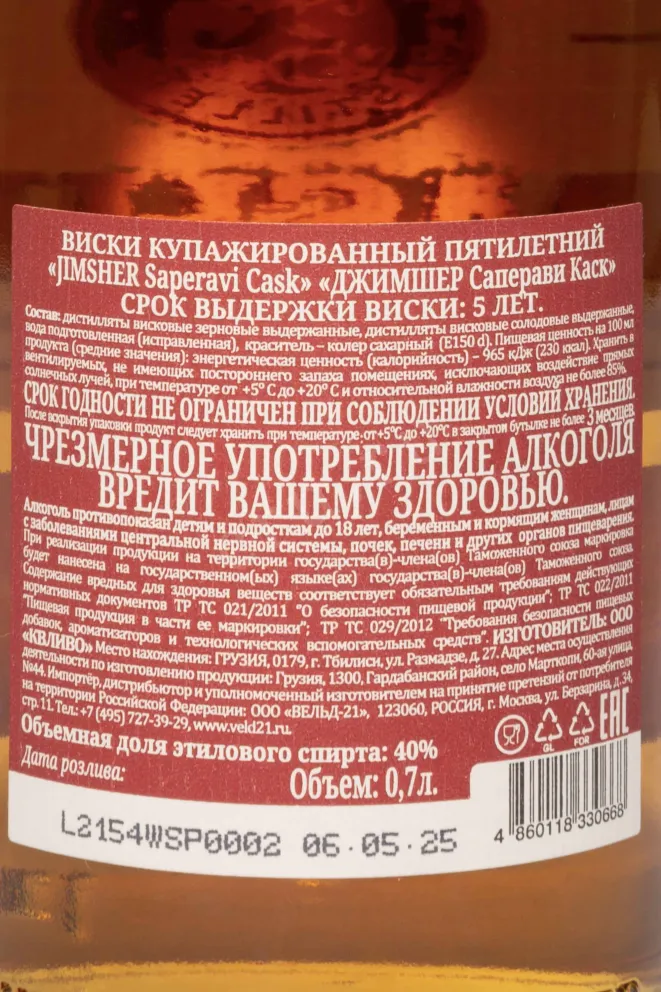 ВИСКИ КУПАЖИРОВАННЫЙ ПЯТИЛЕТНИЙ
«JIMSHER Saperavi Cask» «ДЖИМШЕР Саперави Каск»
СРОК ВЫДЕРЖКИ ВИСКИ: 5 ЛЕТ.
Состав: дистилляты висковые зерновые выдержанные, дистилляты висковые солодовые выдержанные,
вода подготовленная (исправленная), краситель – колер сахарный (E150 d). Пищевая ценность на 100 мл
продукта (средние значения): энергетическая ценность (калорийность) – 965 кДж (230 ккал). Хранить в
вентилируемых, не имеющих постороннего запаха помещениях, исключающих воздействие прямых
солнечных лучей, при температуре от +5° С до +20° С и относительной влажности воздуха не более 85%.
СРОК ГОДНОСТИ НЕ ОГРАНИЧЕН ПРИ СОБЛЮДЕНИИ УСЛОВИЙ ХРАНЕНИЯ.
После вскрытия упаковки продукт следует хранить при температуре от+5°С до +20°С в закрытом бутылке не более 3 месяцев.
ЧРЕЗМЕРНОЕ УПОТРЕБЛЕНИЕ АЛКОГОЛЯ
ВРЕДИТ ВАШЕМУ ЗДОРОВЬЮ.
Алкоголь противопоказан детям и подросткам до 18 лет, беременным и кормящим женщинам, лицам
с заболеваниями центральной нервной системы, почек, печени и других органов пищеварения.
При реализации продукции на территории государства(в)-члена(ов) Таможенного союза маркировка
будет нанесена на государственном(ых) языке(ах) государства(в)-члена(ов) Таможенного союза.
Содержание вредных для здоровья веществ соответствует обязательным требованиям действующих
нормативных документов ТР ТС 021/2011 "О безопасности пищевой продукции"; ТР ТС 022/2011
"Пищевая продукция в части ее маркировки"; ТР ТС 029/2012 "Требования безопасности пищевых
добавок, ароматизаторов и технологических вспомогательных средств". ИЗГОТОВИТЕЛЬ: ООО
«КВЛИВО» Место нахождения: ГРУЗИЯ, 0179, г. Тбилиси, ул. Размадзе, д. 27. Адрес места осуществления
деятельности по изготовлению продукции: Грузия, 1300, Гардабанский район, село Марткопи, 60-ая улица,
№44. Импортёр, дистрибьютор и уполномоченный изготовителем на принятие претензий от потребителя
на территории Российской Федерации: ООО «ВЕЛЬД-21», 123060, РОССИЯ, г. Москва, ул. Берзарина, д. 34,
стр. 11. Тел.: +7 (495) 727-39-29, www.veld21.ru.
Объемная доля этилового спирта: 40%
GL
FOR
EAC
Дата розлива:
Объем: 0,7л.
L2154WSP0002 06.05.25
4 860118 330668